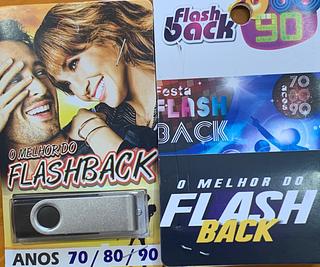 O MELHOR DO
FLASHBACK
ANOS 70 / 80 / 90
Flash
back 90
Festa
FLASH
BACK
70
anos
90
O MELHOR DO
FLASH
BACK